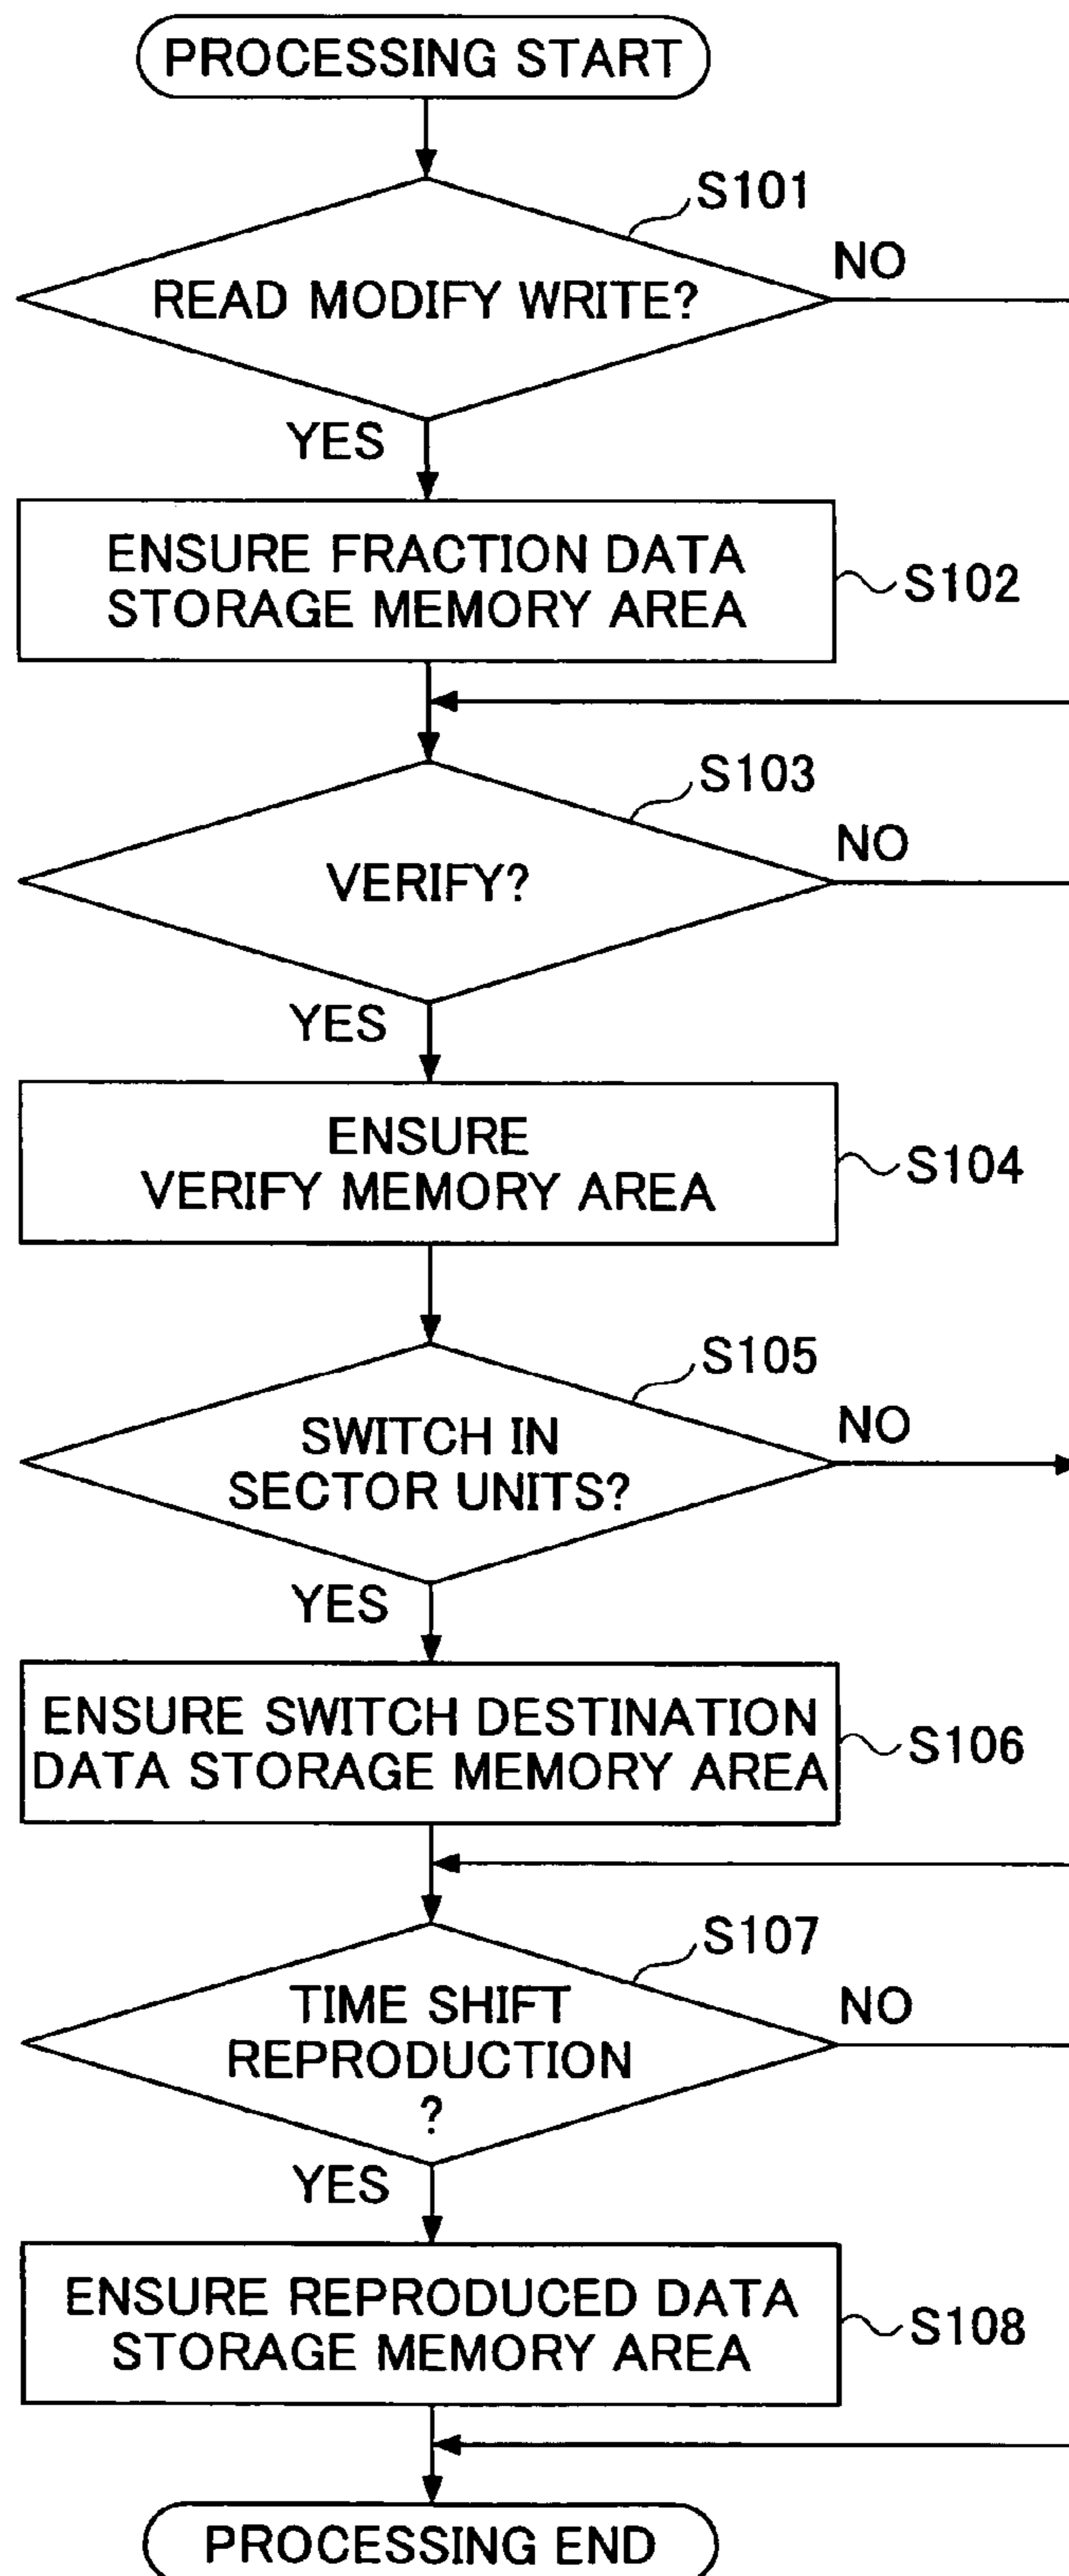 PROCESSING START
S101
NO
READ MODIFY WRITE?
YES
ENSURE FRACTION DATA
STORAGE MEMORY AREA
S102
S103
NO
VERIFY?
YES
ENSURE
VERIFY MEMORY AREA
S104
S105
NO
SWITCH IN
SECTOR UNITS?
YES
ENSURE SWITCH DESTINATION
DATA STORAGE MEMORY AREA
S106
S107
NO
TIME SHIFT
REPRODUCTION
?
YES
ENSURE REPRODUCED DATA
STORAGE MEMORY AREA
S108
PROCESSING END